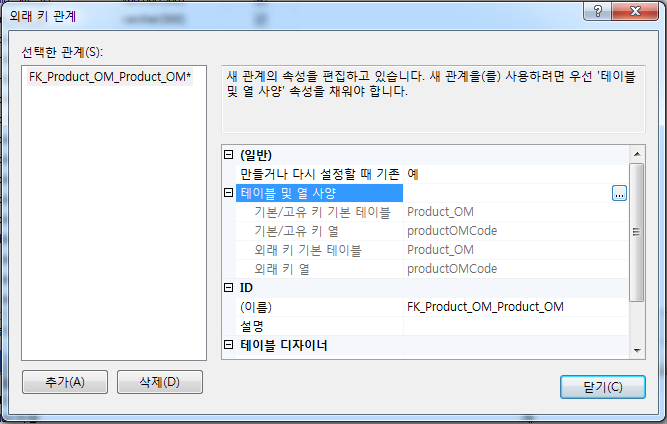 외래 키 관계
선택한 관계(S):
FK_Product_OM_Product_OM*
새 관계의 속성을 편집하고 있습니다. 새 관계을(를) 사용하려면 우선 '테이블
및 열 사양' 속성을 채워야 합니다.
(일반)
만들거나 다시 설정할 때 기존 예
테이블 및 열 사양 ...
기본/고유 키 기본 테이블 Product_OM
기본/고유 키 열 productOMCode
외래 키 기본 테이블 Product_OM
외래 키 열 productOMCode
ID
(이름) FK_Product_OM_Product_OM
설명
테이블 디자이너
추가(A) 삭제(D)
닫기(C)